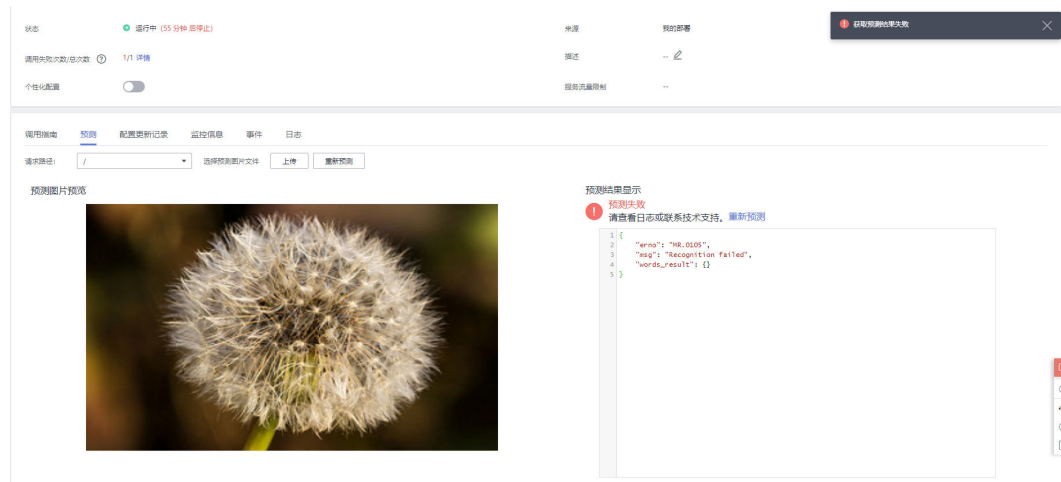 状态 运行中 (55 分钟 后停止) 来源 我的部署
获取预测结果失败
调用失败次数/总次数 ? 1/1 详情 描述 --
个性化配置 服务流量限制 --
调用指南 预测 配置更新记录 监控信息 事件 日志
请求路径: / 选择预测图片文件 上传 重新预测
预测图片预览 预测结果显示
预测失败
请查看日志或联系技术支持。重新预测
1 {
2 "erno": "MR.0105",
3 "msg": "Recognition failed",
4 "words_result": {}
5 }